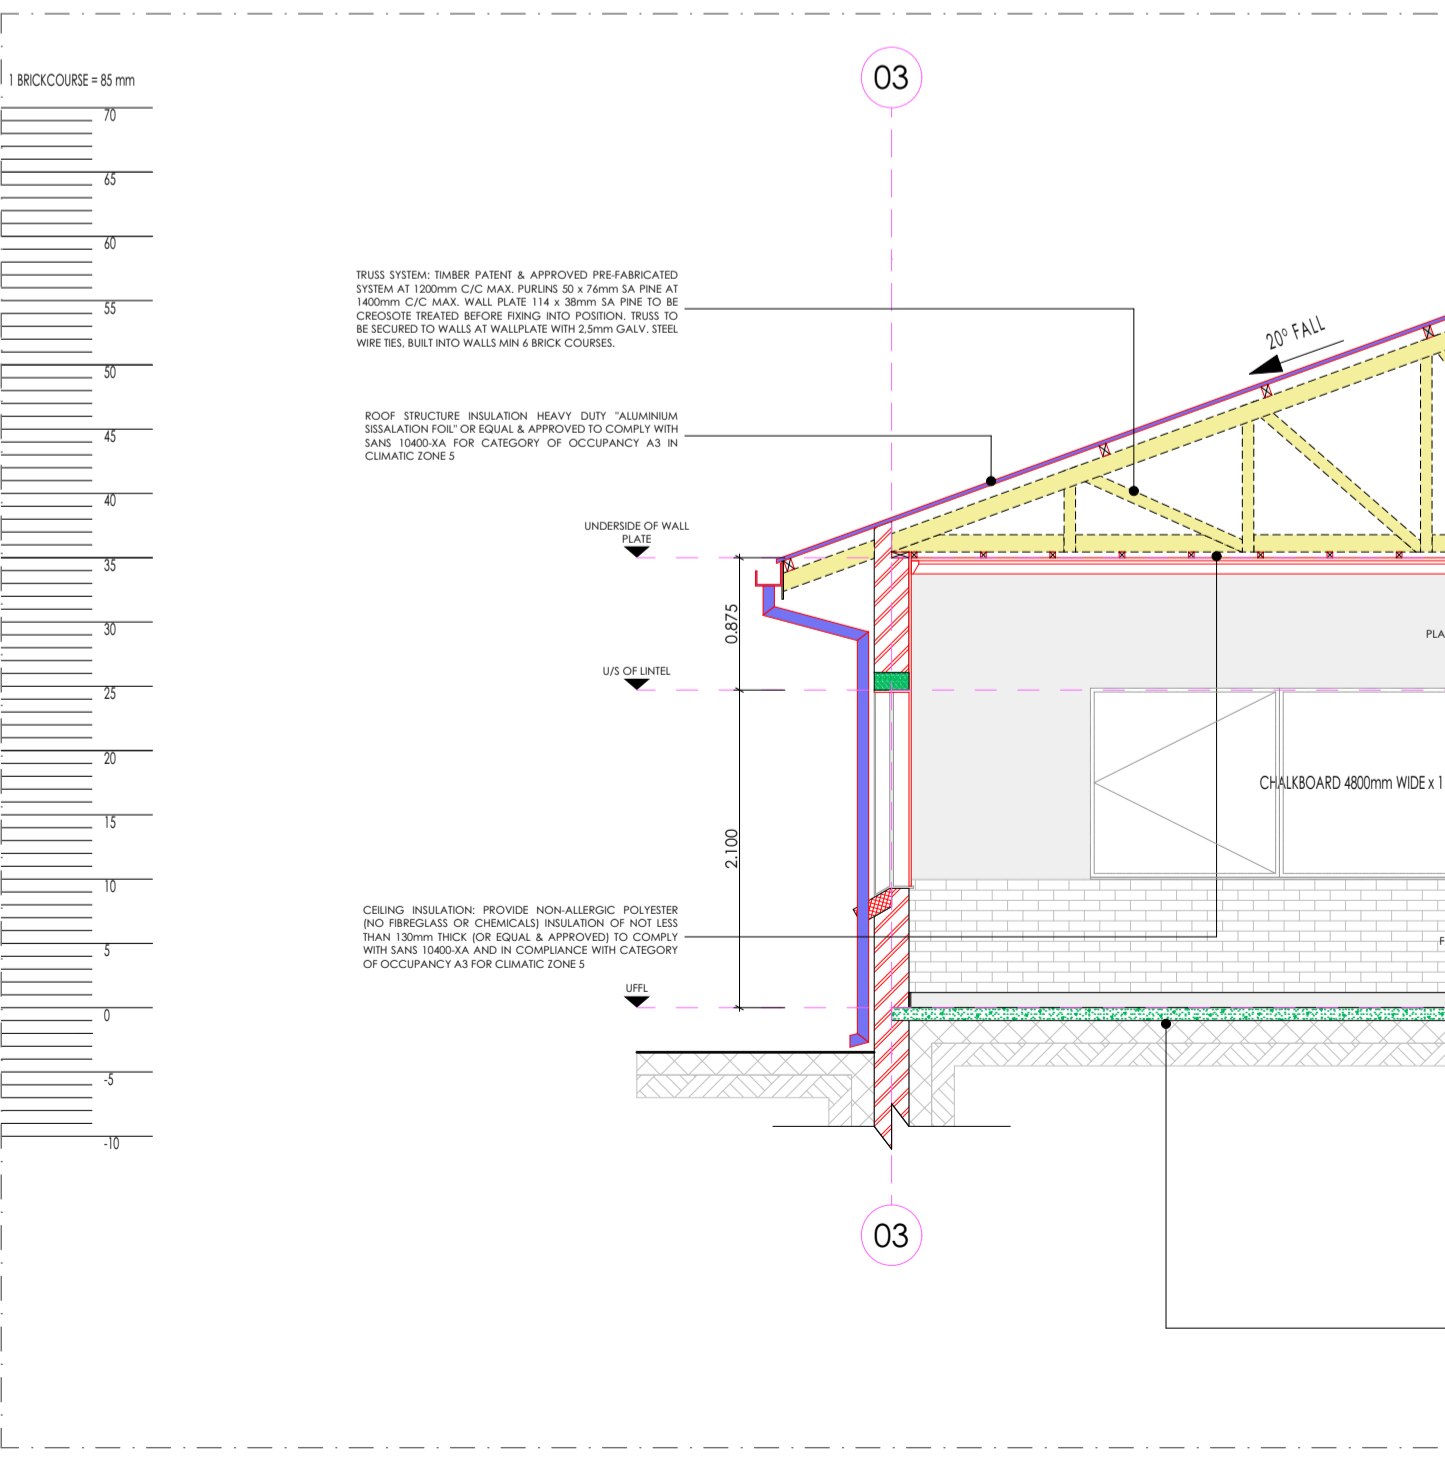 03
1 BRICKCOURSE = 85 mm
70
65
60
55
50
45
40
35
30
25
20
15
10
5
0
-5
-10
TRUSS SYSTEM: TIMBER PATENT & APPROVED PRE-FABRICATED
SYSTEM AT 1200mm C/C MAX. PURLINS 50 x 76mm SA PINE AT
1400mm C/C MAX. WALL PLATE 114 x 38mm SA PINE TO BE
CREOSOTE TREATED BEFORE FIXING INTO POSITION. TRUSS TO
BE SECURED TO WALLS AT WALLPLATE WITH 2,5mm GALV. STEEL
WIRE TIES, BUILT INTO WALLS MIN 6 BRICK COURSES.
20° FALL
ROOF STRUCTURE INSULATION HEAVY DUTY "ALUMINIUM
SISSALATION FOIL" OR EQUAL & APPROVED TO COMPLY WITH
SANS 10400-XA FOR CATEGORY OF OCCUPANCY A3 IN
CLIMATIC ZONE 5
UNDERSIDE OF WALL
PLATE
0.875
PLA
U/S OF LINTEL
CHALKBOARD 4800mm WIDE x 1
2.100
CEILING INSULATION: PROVIDE NON-ALLERGIC POLYESTER
(NO FIBREGLASS OR CHEMICALS) INSULATION OF NOT LESS
THAN 130mm THICK (OR EQUAL & APPROVED) TO COMPLY
WITH SANS 10400-XA AND IN COMPLIANCE WITH CATEGORY
OF OCCUPANCY A3 FOR CLIMATIC ZONE 5
F
UFFL
03